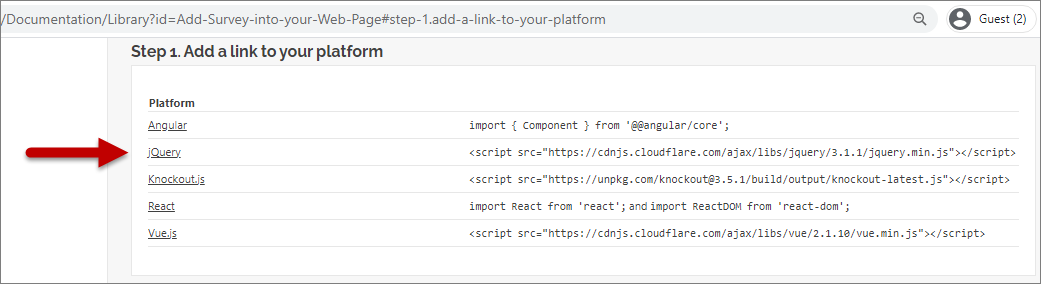 /Documentation/Library?id=Add-Survey-into-your-Web-Page#step-1.add-a-link-to-your-platform Guest (2)
Step 1. Add a link to your platform
Platform
Angular import { Component } from '@@angular/core';
jQuery <script src="https://cdnjs.cloudflare.com/ajax/libs/jquery/3.1.1/jquery.min.js"></script>
Knockout.js <script src="https://unpkg.com/knockout@3.5.1/build/output/knockout-latest.js"></script>
React import React from 'react'; and import ReactDOM from 'react-dom';
Vue.js <script src="https://cdnjs.cloudflare.com/ajax/libs/vue/2.1.10/vue.min.js"></script>